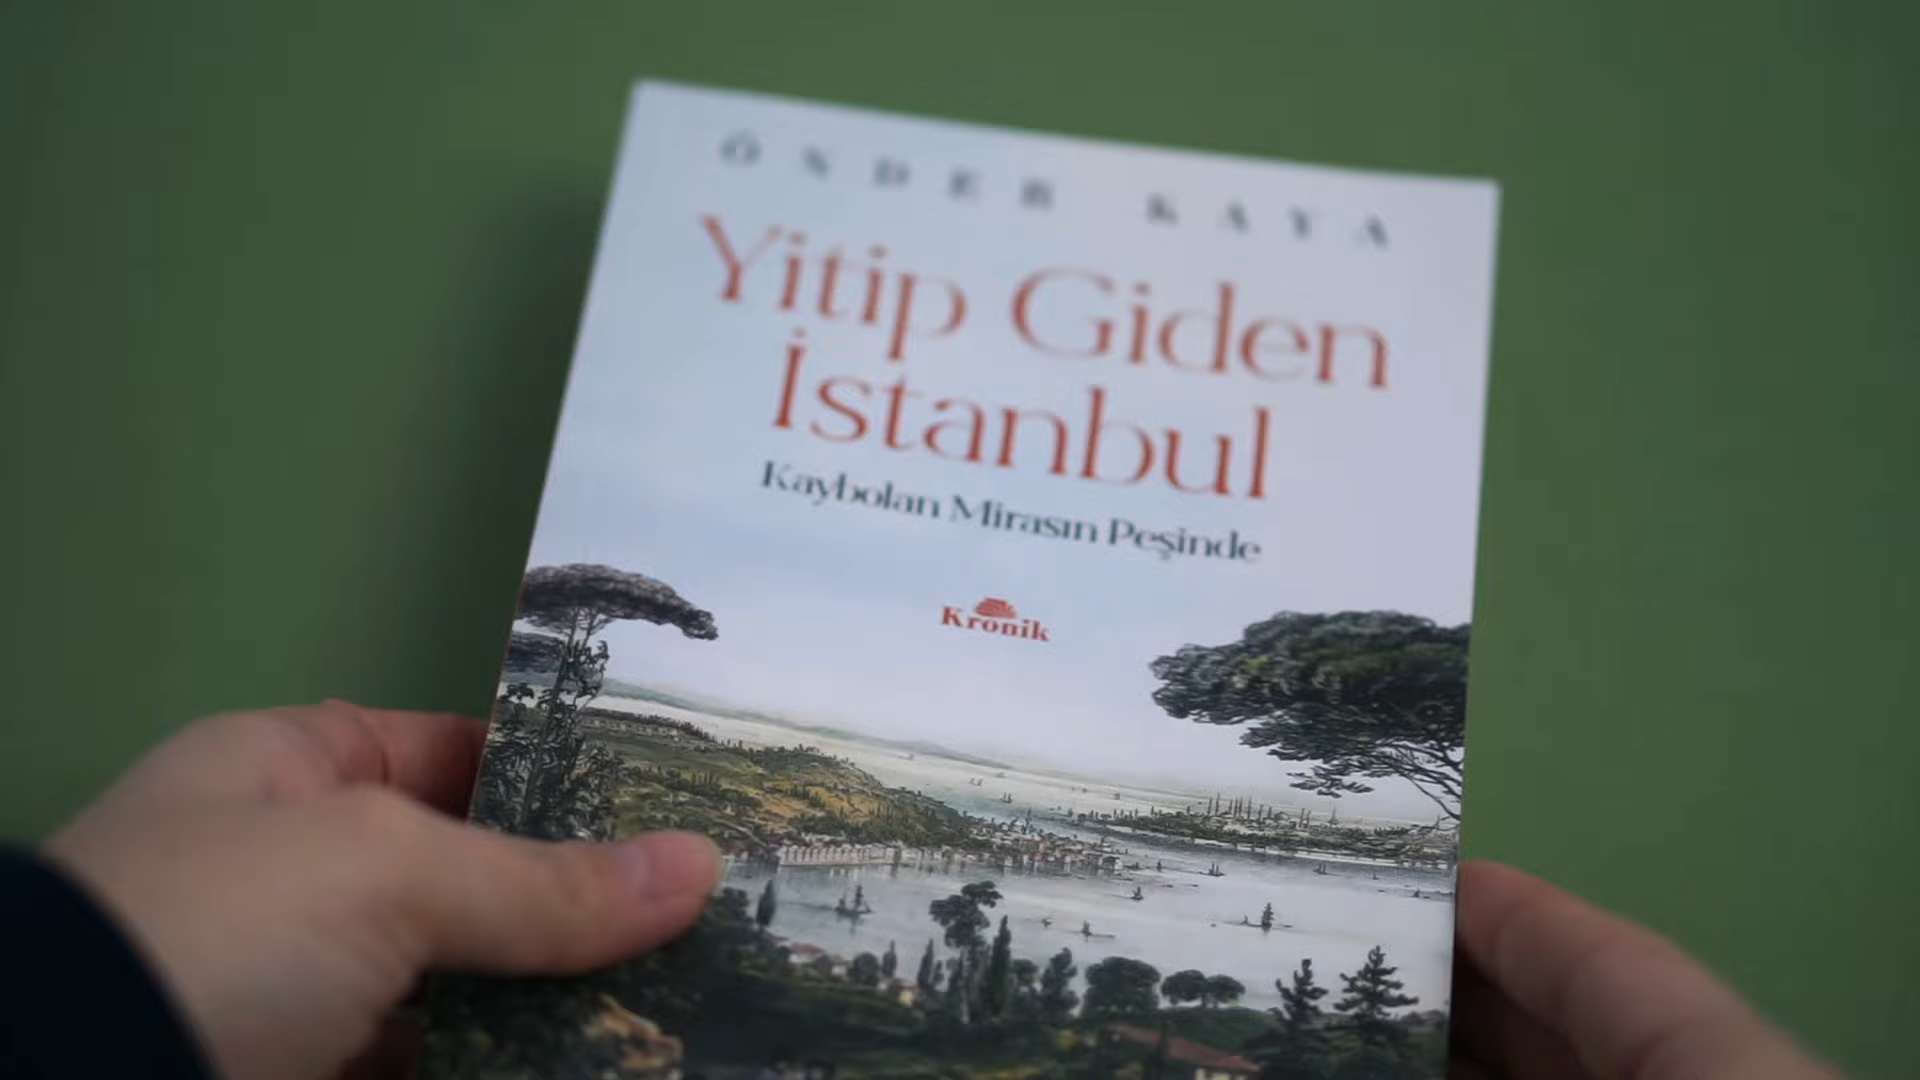 ÖNDER KAYA
Yitip Giden
İstanbul
Kaybolan Mirasın Peşinde
Kronik